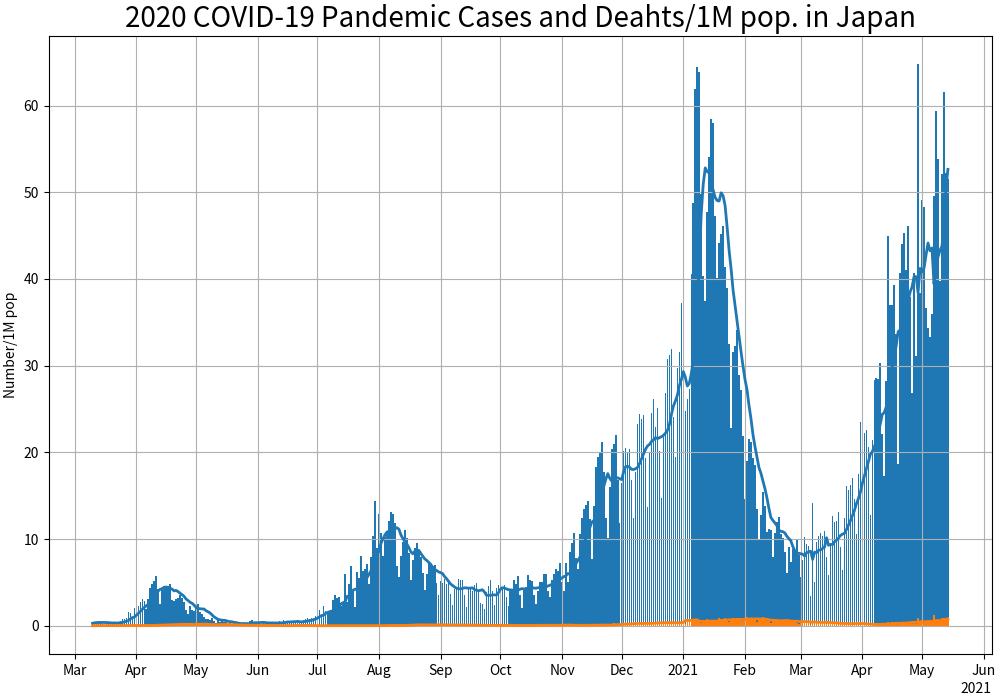 2020 COVID-19 Pandemic Cases and Deahts/1M pop. in Japan
Number/1M pop
60
50
40
30
20
10
0
Mar Apr May Jun Jul Aug Sep Oct Nov Dec 2021 Feb Mar Apr May Jun
2021